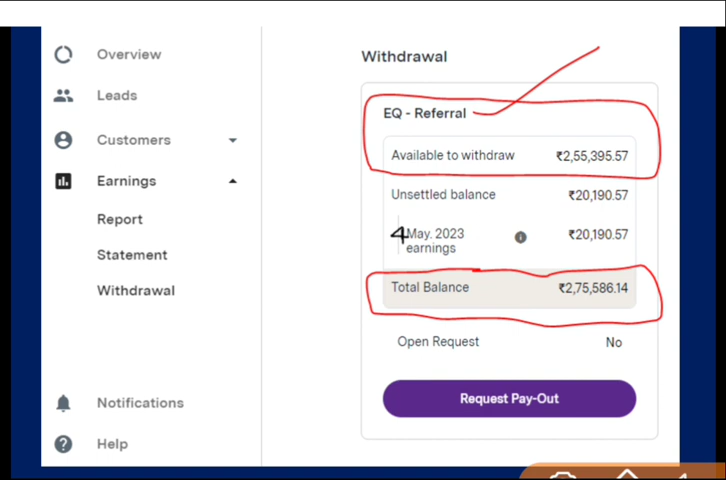 Overview
Leads
Customers
Earnings
Report
Statement
Withdrawal
Notifications
Help
Withdrawal
EQ - Referral
Available to withdraw ₹2,55,395.57
Unsettled balance ₹20,190.57
4 May. 2023 ₹20,190.57
earnings
Total Balance ₹2,75,586.14
Open Request No
Request Pay-Out